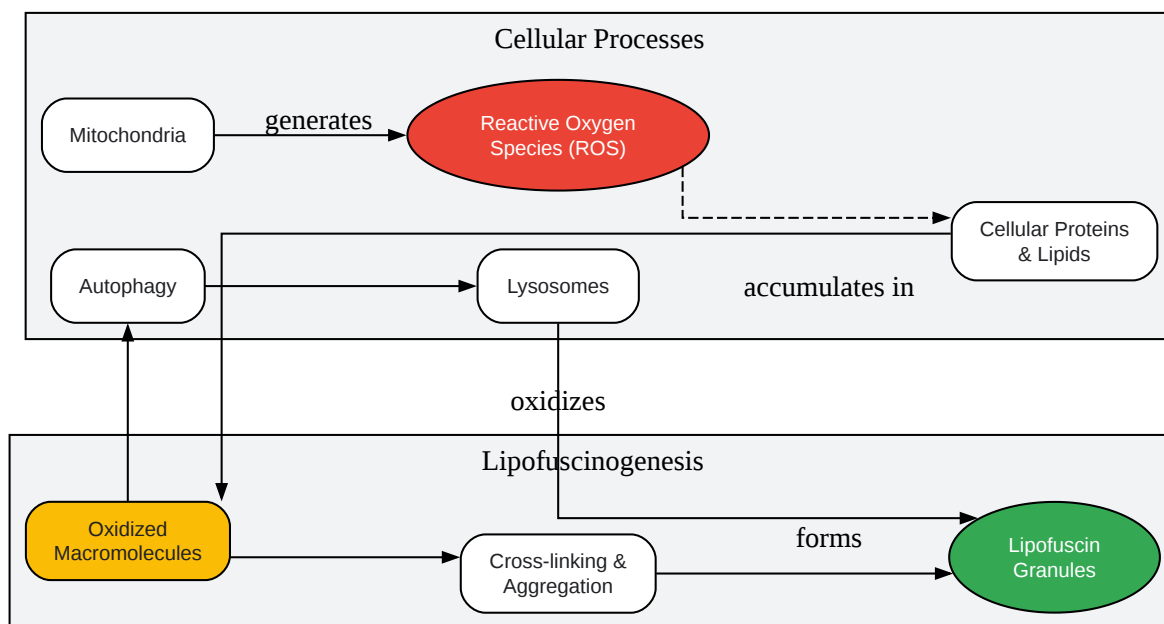 Cellular Processes
Mitochondria
generates
Reactive Oxygen
Species (ROS)
Cellular Proteins
& Lipids
Autophagy
Lysosomes
accumulates in
oxidizes
Lipofuscinogenesis
Oxidized
Macromolecules
Cross-linking &
Aggregation
forms
Lipofuscin
Granules